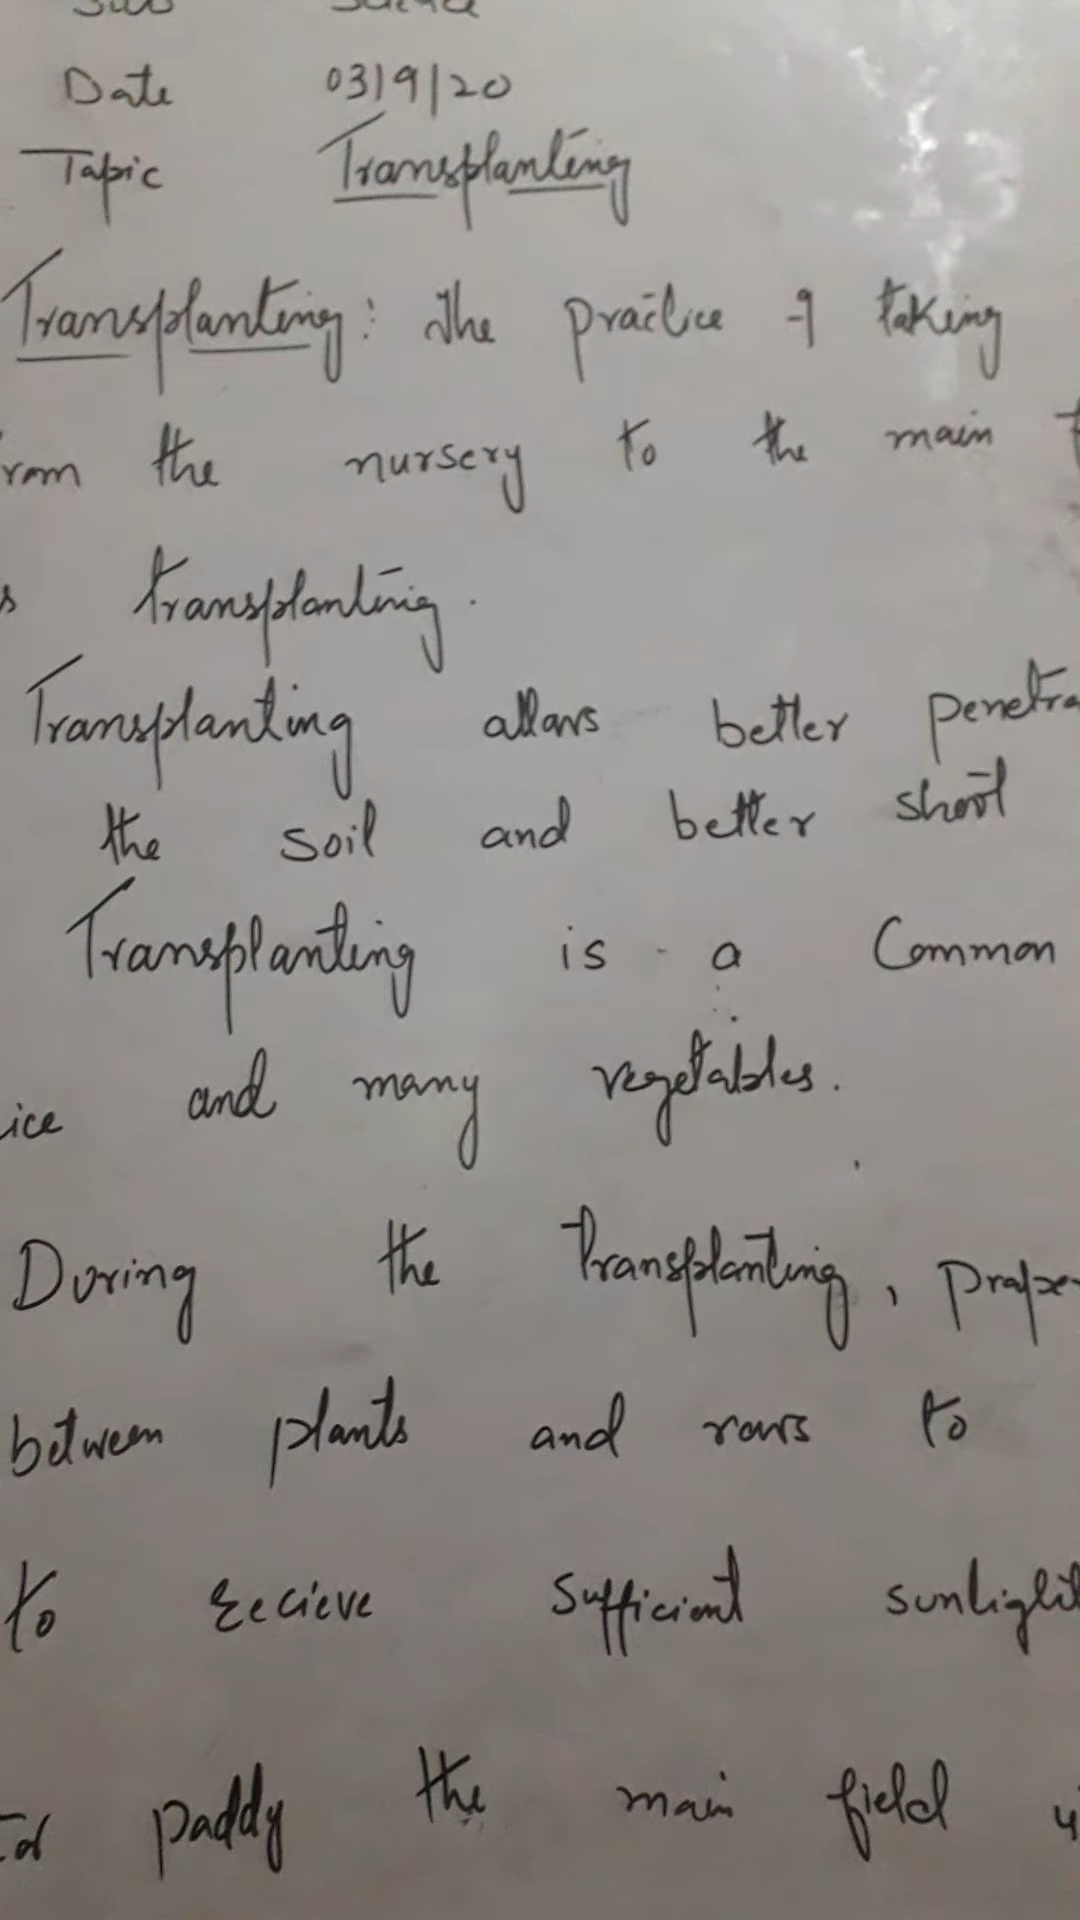 Date 03/9/20
Topic Transplanting
Transplanting: The practice of taking
the nursery to the main
transplanting.
Transplanting allows better penetra
the soil and better shoot
Transplanting is a Common
ice and many vegetables.
During the transplanting, prope
between plants and rows to
to recieve sufficient sunlight
For paddy the main field